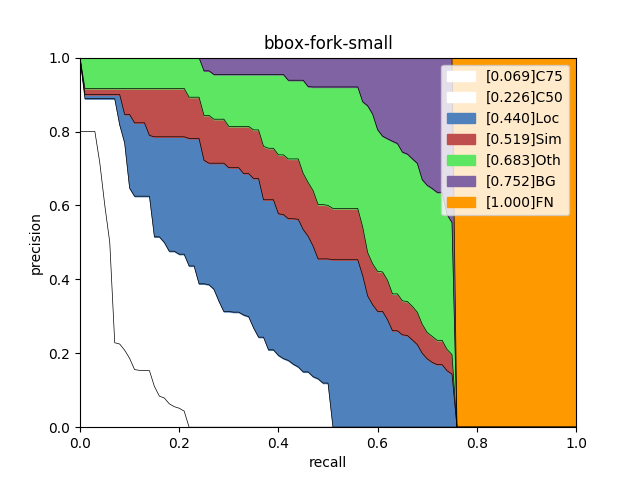 bbox-fork-small
1.0
0.8
0.6
0.4
0.2
0.0
precision
[0.069]C75
[0.226]C50
[0.440]Loc
[0.519]Sim
[0.683]Oth
[0.752]BG
[1.000]FN
0.0 0.2 0.4 0.6 0.8 1.0
recall